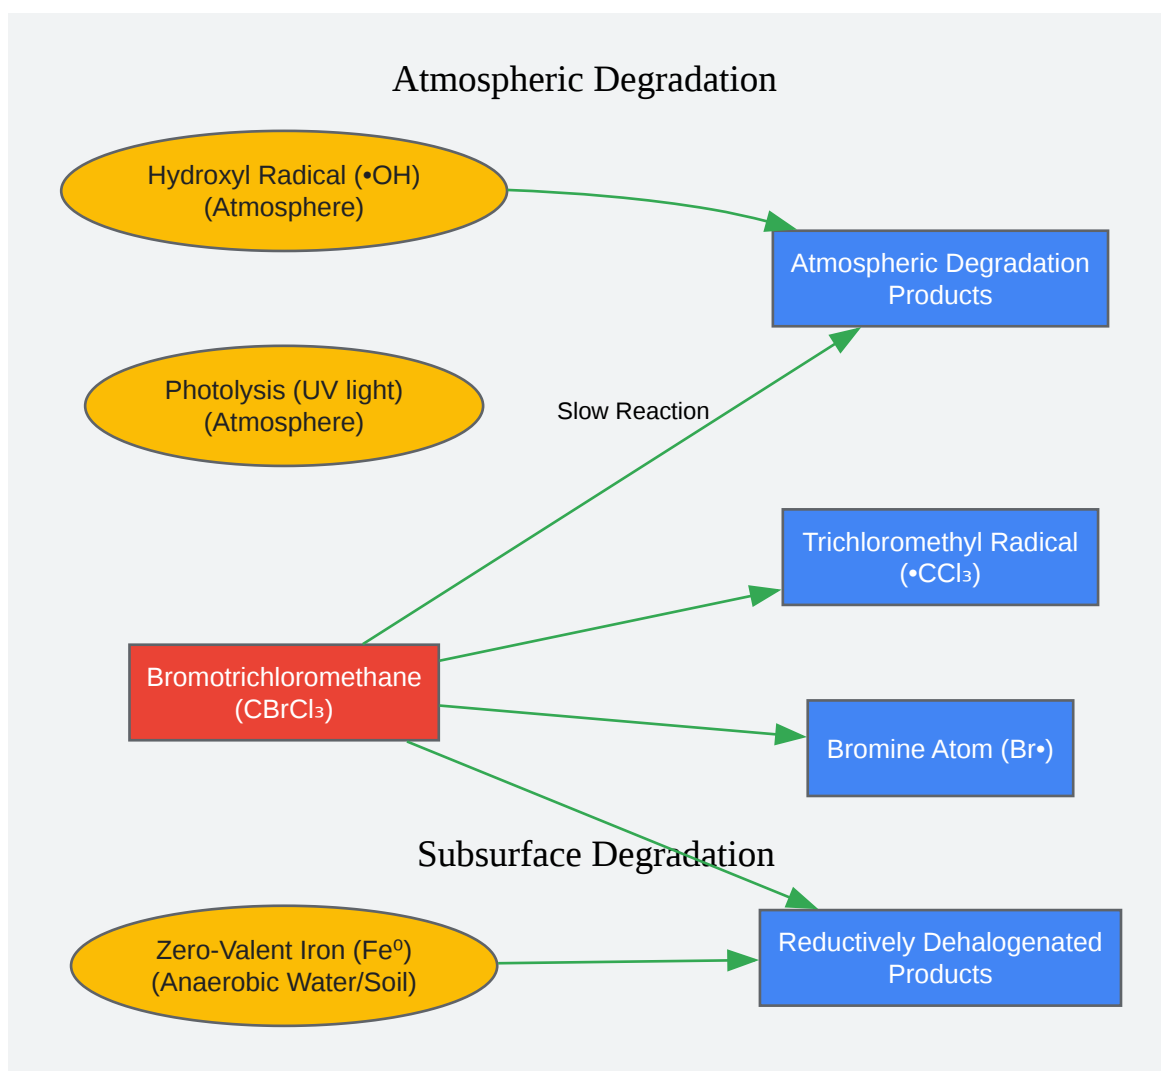 Atmospheric Degradation
Hydroxyl Radical (•OH)
(Atmosphere)
Atmospheric Degradation
Products
Photolysis (UV light)
(Atmosphere)
Slow Reaction
Trichloromethyl Radical
(•CCl₃)
Bromotrichloromethane
(CBrCl₃)
Bromine Atom (Br•)
Subsurface Degradation
Zero-Valent Iron (Fe⁰)
(Anaerobic Water/Soil)
Reductively Dehalogenated
Products